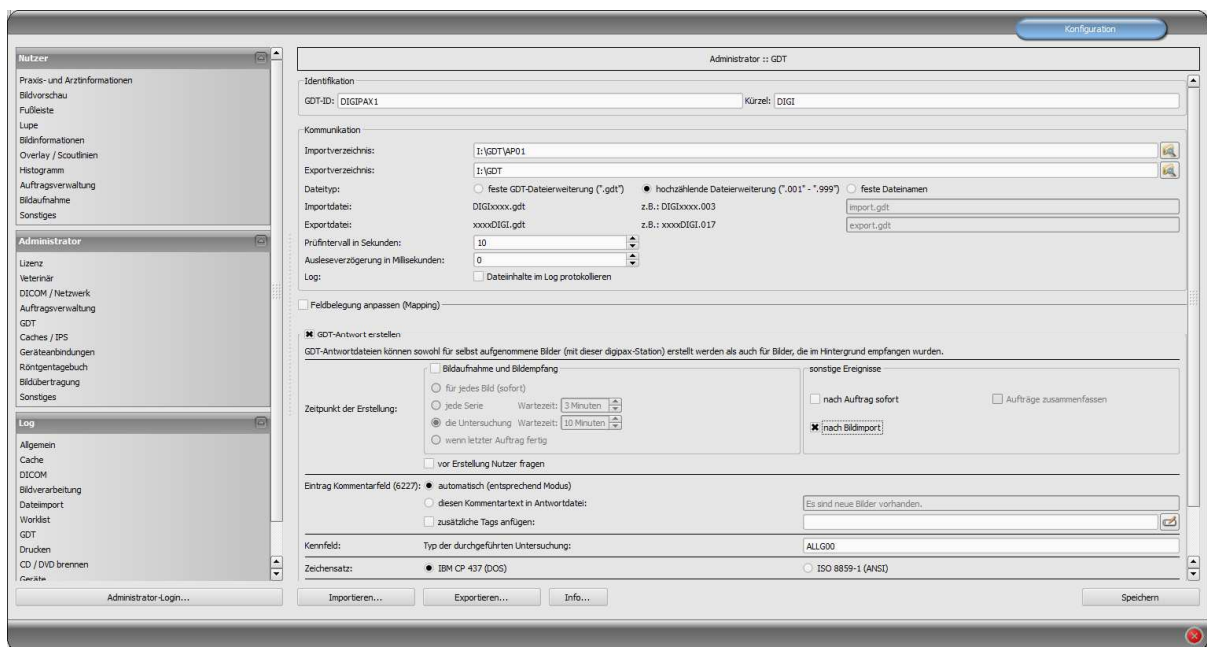 Konfiguration
Nutzer
Praxis- und Arztinformationen
Bildvorschau
Fußleiste
Lupe
Bildinformationen
Overlay / Scoutlinien
Histogramm
Auftragsverwaltung
Bildaufnahme
Sonstiges
Administrator
Lizenz
Veterinär
DICOM / Netzwerk
Auftragsverwaltung
GDT
Caches / IPS
Geräteanbindungen
Röntgentagebuch
Bildübertragung
Sonstiges
Log
Allgemein
Cache
DICOM
Bildverarbeitung
Dateiimport
Worklist
GDT
Drucken
CD / DVD brennen
Geräte
Administrator-Login...
Administrator :: GDT
Identifikation
GDT-ID: DIGIPAX1 Kürzel: DIGI
Kommunikation
Importverzeichnis: I:\GDT\AP01
Exportverzeichnis: I:\GDT
Dateityp: feste GDT-Dateierweiterung (".gdt") hochzählende Dateierweiterung (".001" - ".999") feste Dateinamen
Importdatei: DIGIxxxx.gdt z.B.: DIGIxxxx.003 import.gdt
Exportdatei: xxxxDIGI.gdt z.B.: xxxxDIGI.017 export.gdt
Prüfintervall in Sekunden: 10
Ausleseverzögerung in Millisekunden: 0
Log: Dateiinhalte im Log protokollieren
Feldbelegung anpassen (Mapping)
GDT-Antwort erstellen
GDT-Antwortdateien können sowohl für selbst aufgenommene Bilder (mit dieser digipax-Station) erstellt werden als auch für Bilder, die im Hintergrund empfangen wurden.
Zeitpunkt der Erstellung:
Bildaufnahme und Bildempfang
für jedes Bild (sofort)
jede Serie Wartezeit: 3 Minuten
die Untersuchung Wartezeit: 10 Minuten
wenn letzter Auftrag fertig
sonstige Ereignisse
nach Auftrag sofort Aufträge zusammenfassen
nach Bildimport
vor Erstellung Nutzer fragen
Eintrag Kommentarfeld (6227): automatisch (entsprechend Modus)
diesen Kommentartext in Antwortdatei: Es sind neue Bilder vorhanden.
zusätzliche Tags anfügen:
Kennfeld: Typ der durchgeführten Untersuchung: ALLG00
Zeichensatz: IBM CP 437 (DOS) ISO 8859-1 (ANSI)
Importieren... Exportieren... Info... Speichern